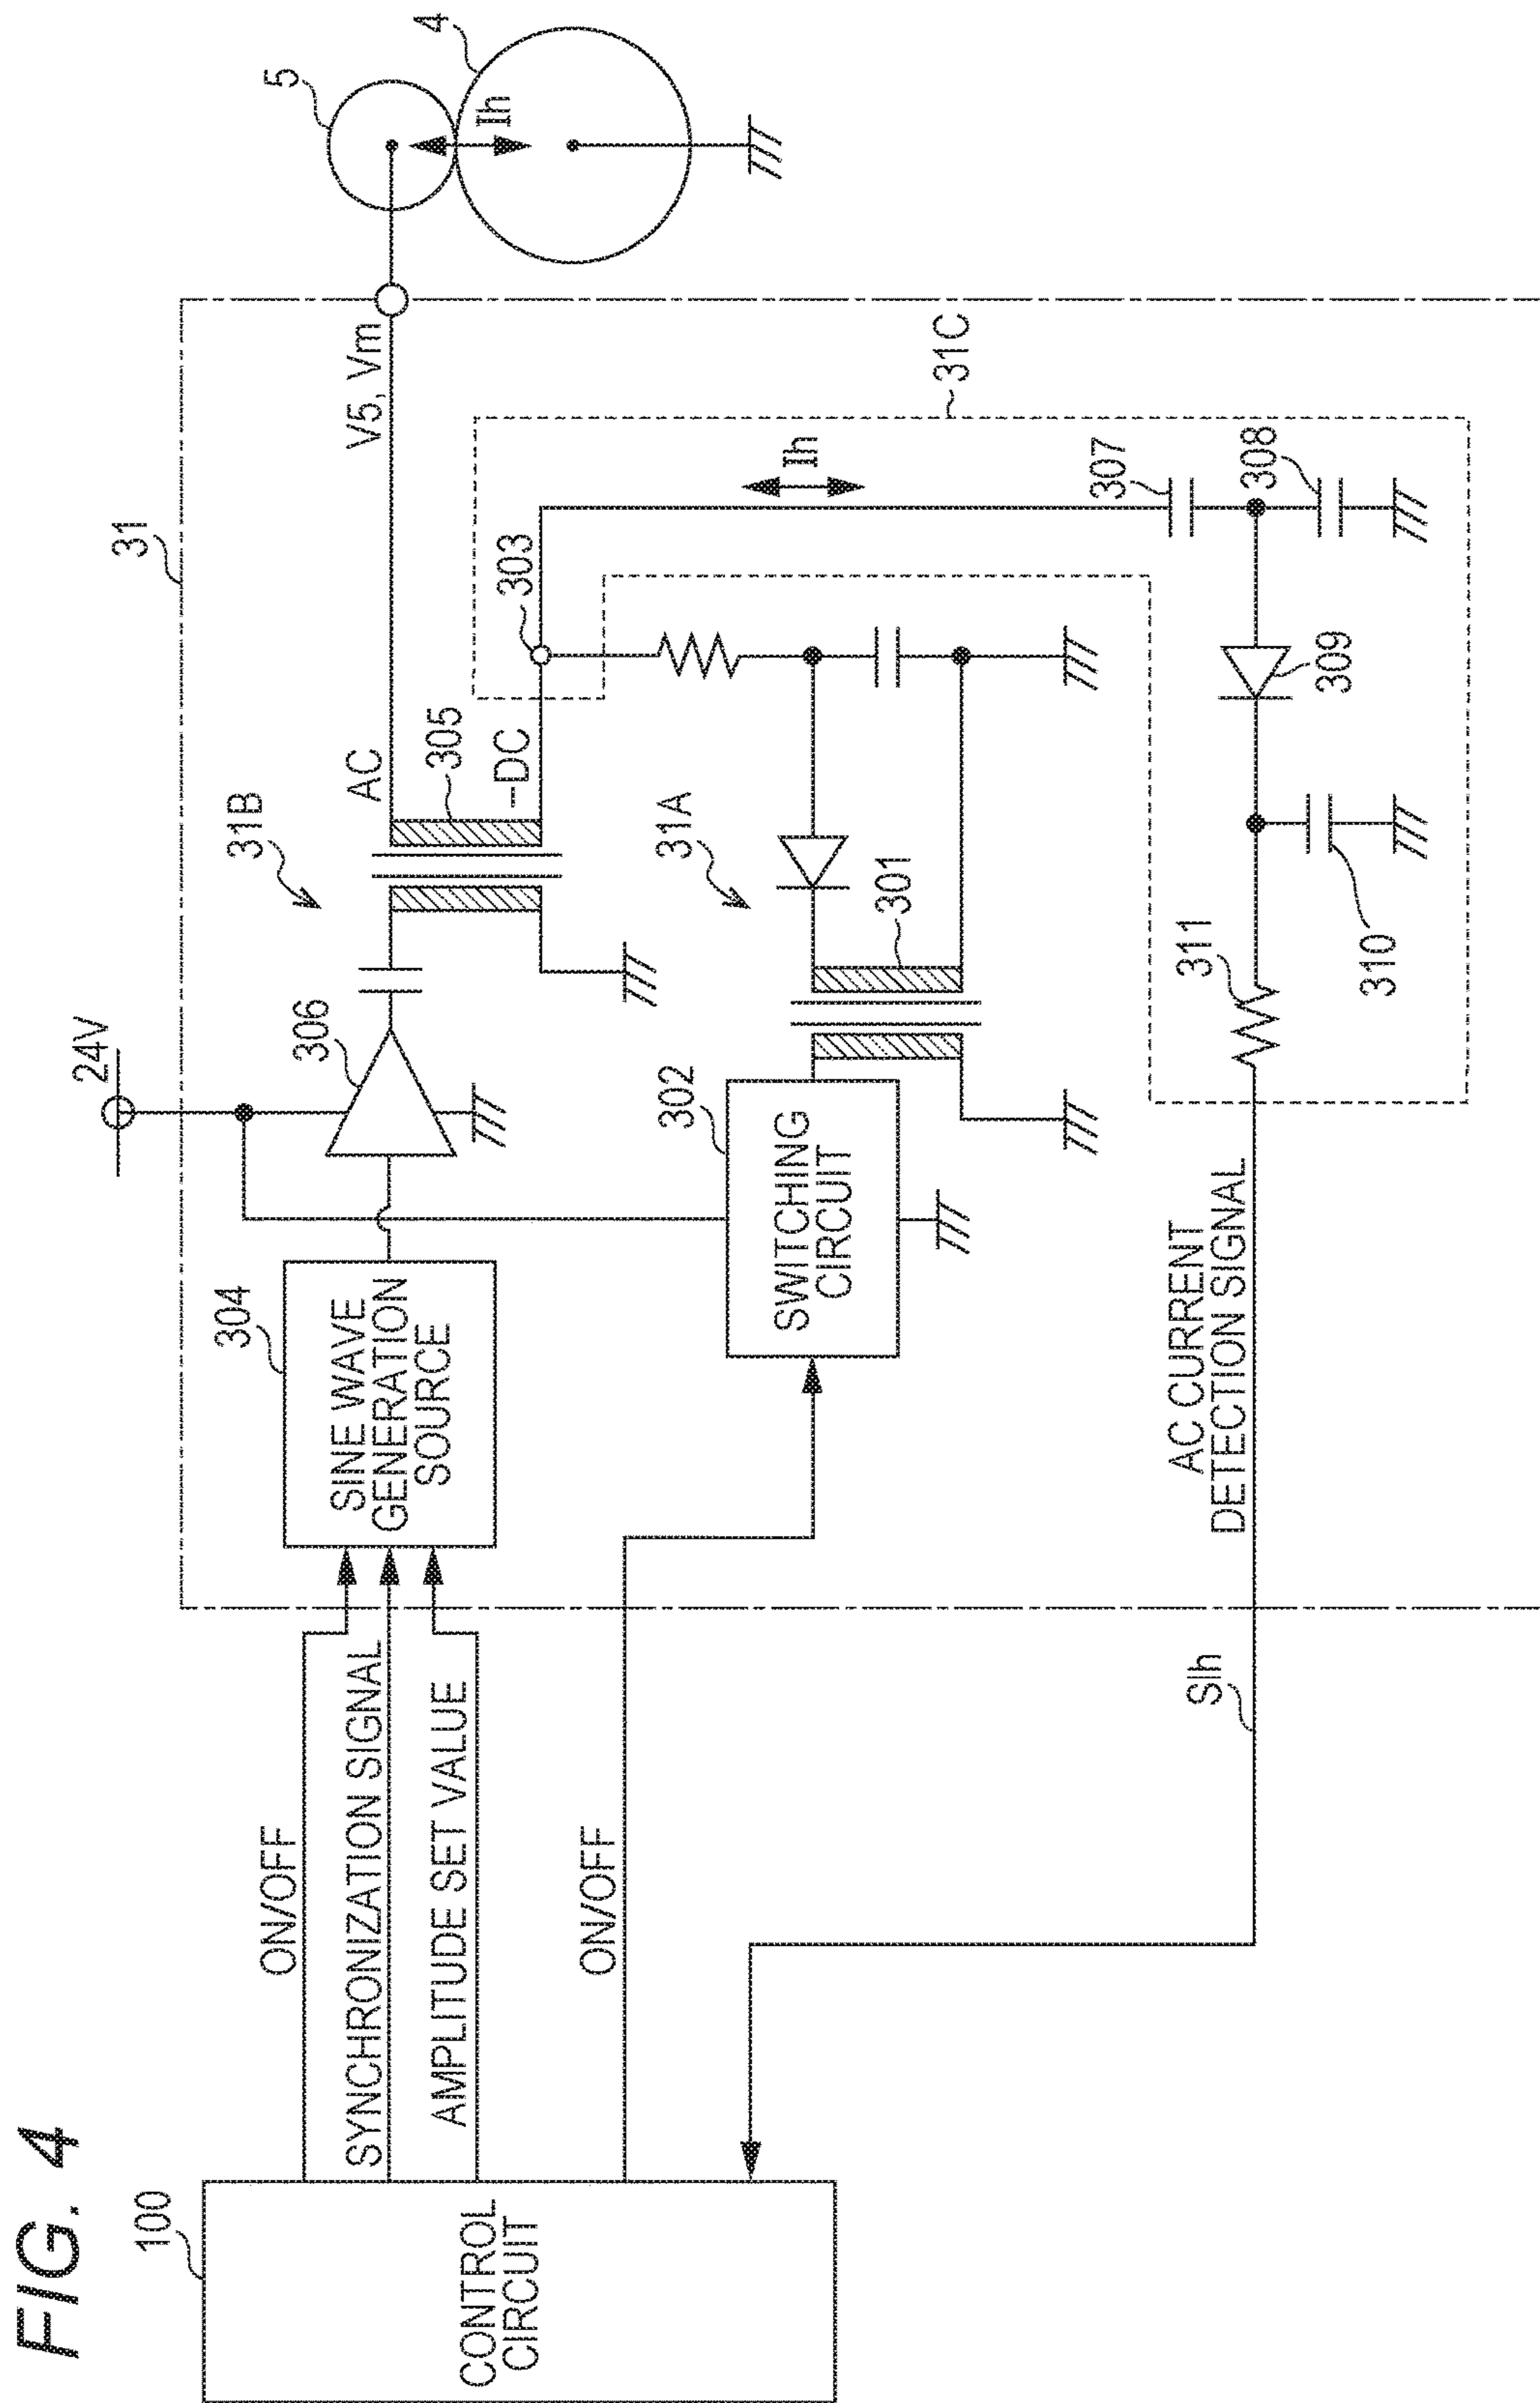 FIG. 4
100
CONTROL
CIRCUIT
ON/OFF
SYNCHRONIZATION SIGNAL
AMPLITUDE SET VALUE
ON/OFF
SIh
31
24V
304
SINE WAVE
GENERATION
SOURCE
306
31B
AC
305
-DC
V5, Vm
5
4
Ih
303
31C
Ih
302
SWITCHING
CIRCUIT
31A
301
307
308
309
310
311
AC CURRENT
DETECTION SIGNAL